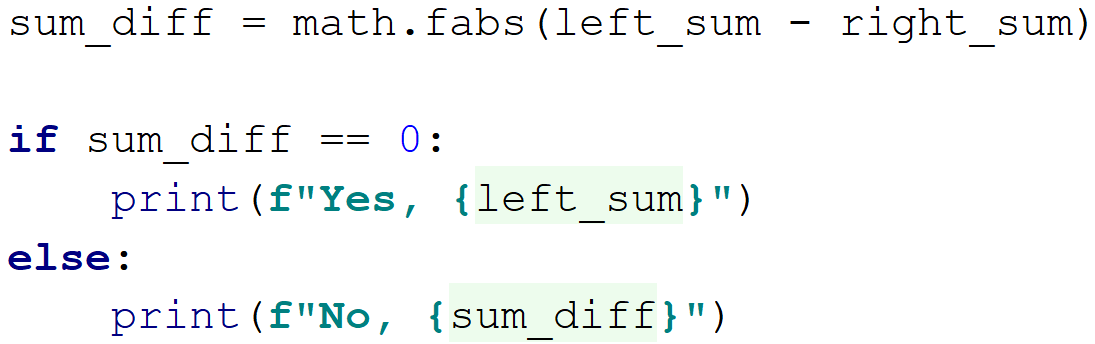 sum_diff = math.fabs(left_sum - right_sum)
if sum_diff == 0:
    print(f"Yes, {left_sum}")
else:
    print(f"No, {sum_diff}")